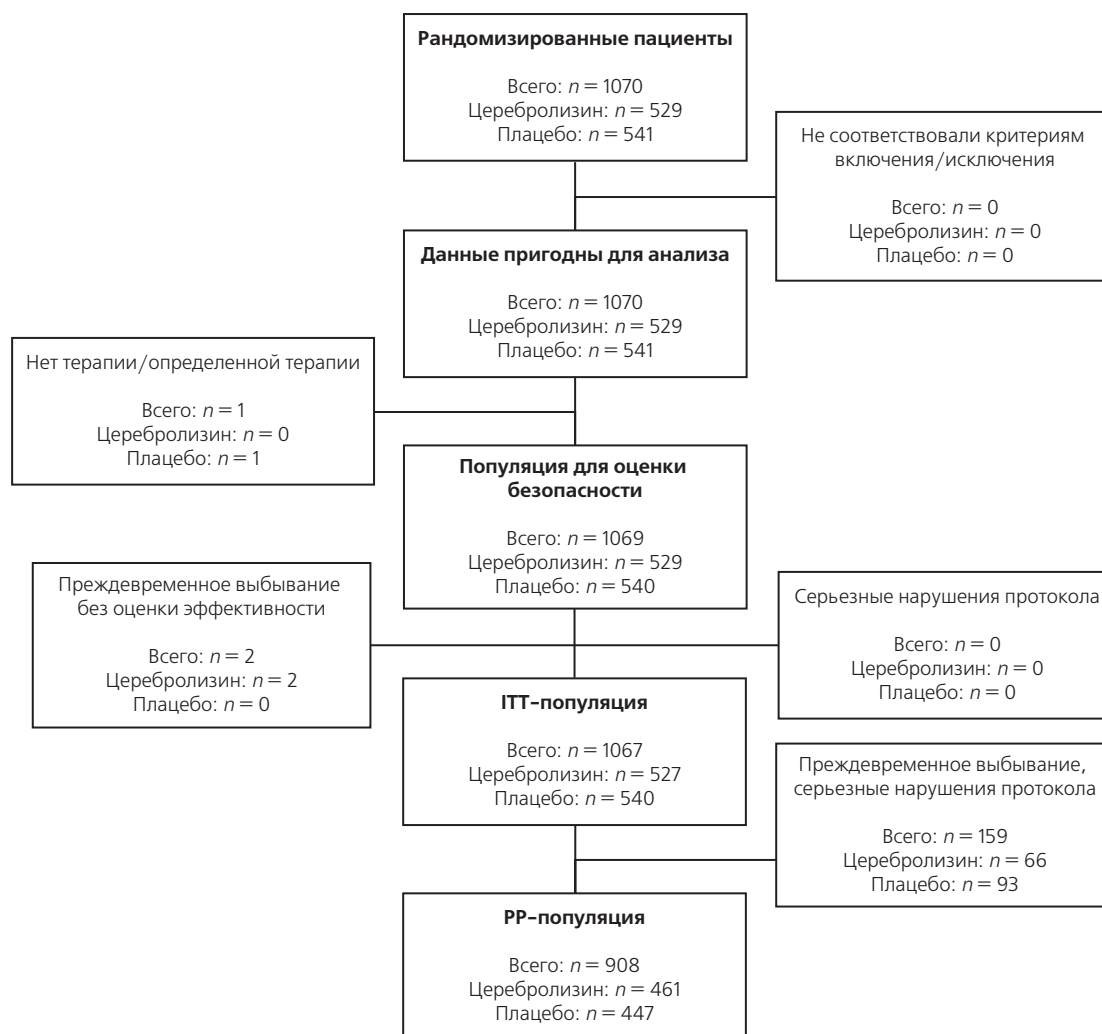 Рандомизированные пациенты
Всего: n = 1070
Церебролизин: n = 529
Плацебо: n = 541
Не соответствовали критериям
включения/исключения
Всего: n = 0
Церебролизин: n = 0
Плацебо: n = 0
Данные пригодны для анализа
Всего: n = 1070
Церебролизин: n = 529
Плацебо: n = 541
Нет терапии/определенной терапии
Всего: n = 1
Церебролизин: n = 0
Плацебо: n = 1
Популяция для оценки
безопасности
Всего: n = 1069
Церебролизин: n = 529
Плацебо: n = 540
Преждевременное выбывание
без оценки эффективности
Всего: n = 2
Церебролизин: n = 2
Плацебо: n = 0
Серьезные нарушения протокола
Всего: n = 0
Церебролизин: n = 0
Плацебо: n = 0
ITT-популяция
Всего: n = 1067
Церебролизин: n = 527
Плацебо: n = 540
Преждевременное выбывание,
серьезные нарушения протокола
Всего: n = 159
Церебролизин: n = 66
Плацебо: n = 93
PP-популяция
Всего: n = 908
Церебролизин: n = 461
Плацебо: n = 447